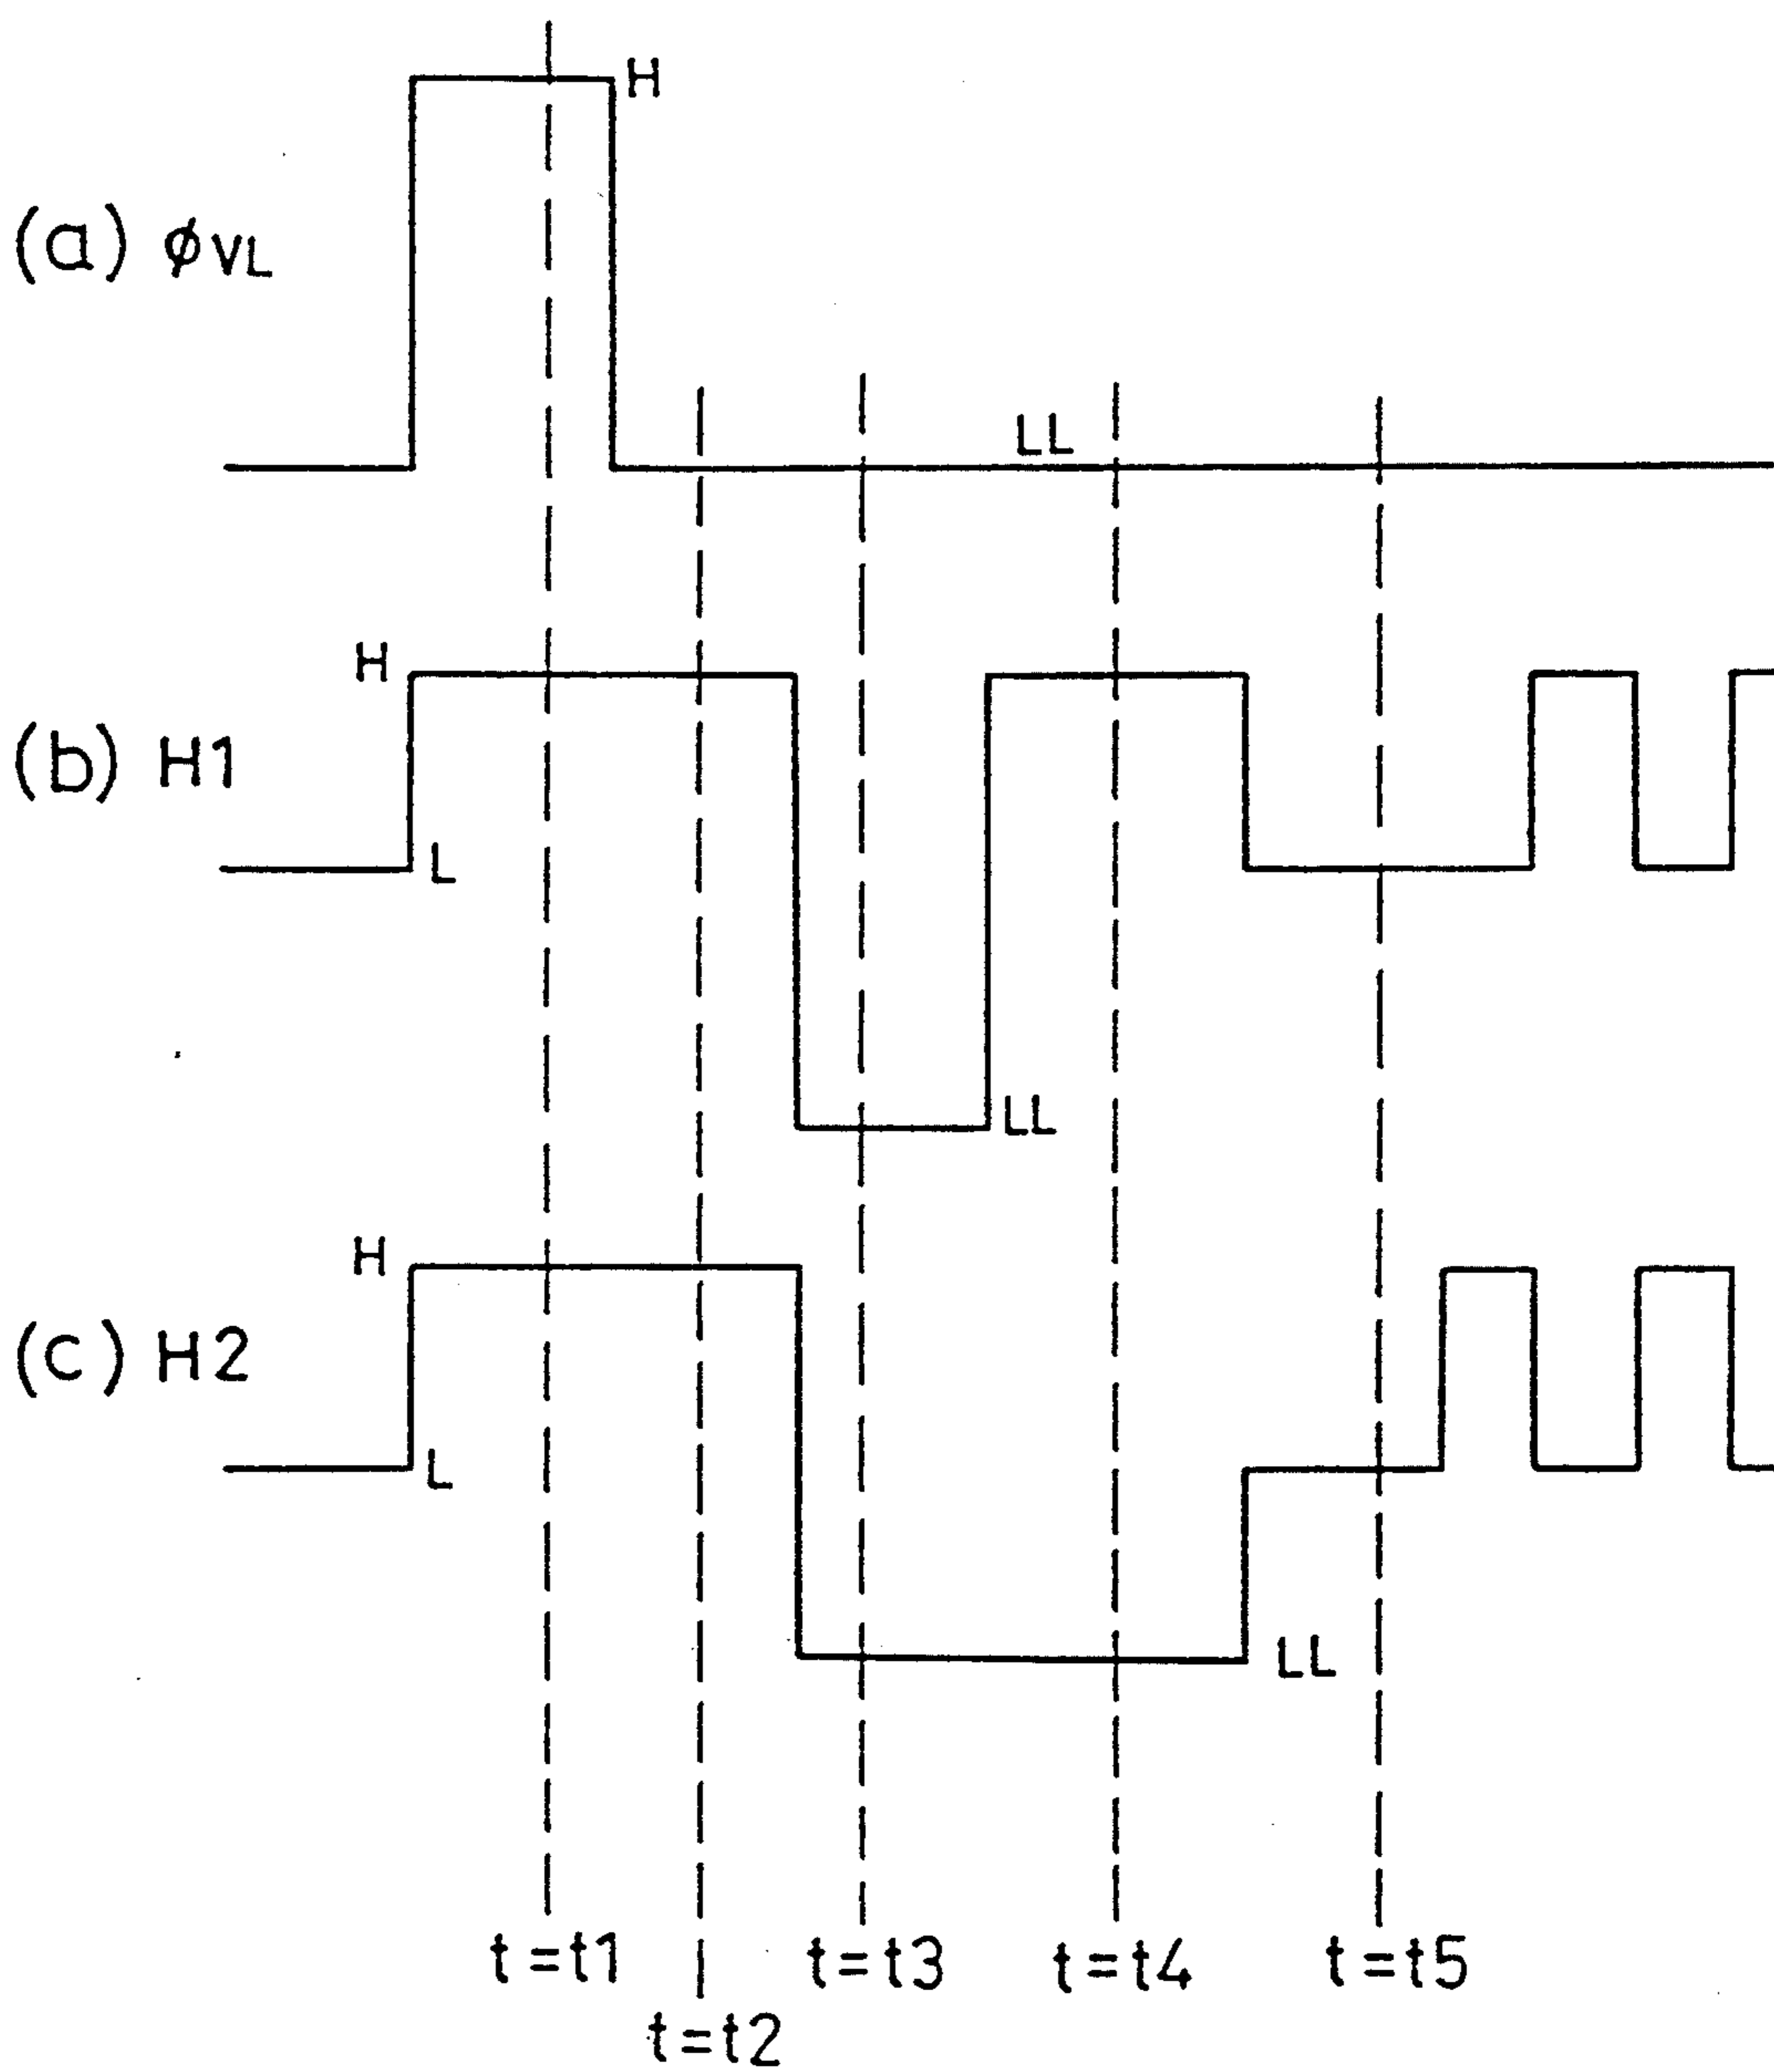 H
(a) φVL
LL
H
(b) H1
L
LL
H
(c) H2
L
LL
t=t1
t=t3
t=t4
t=t5
t=t2